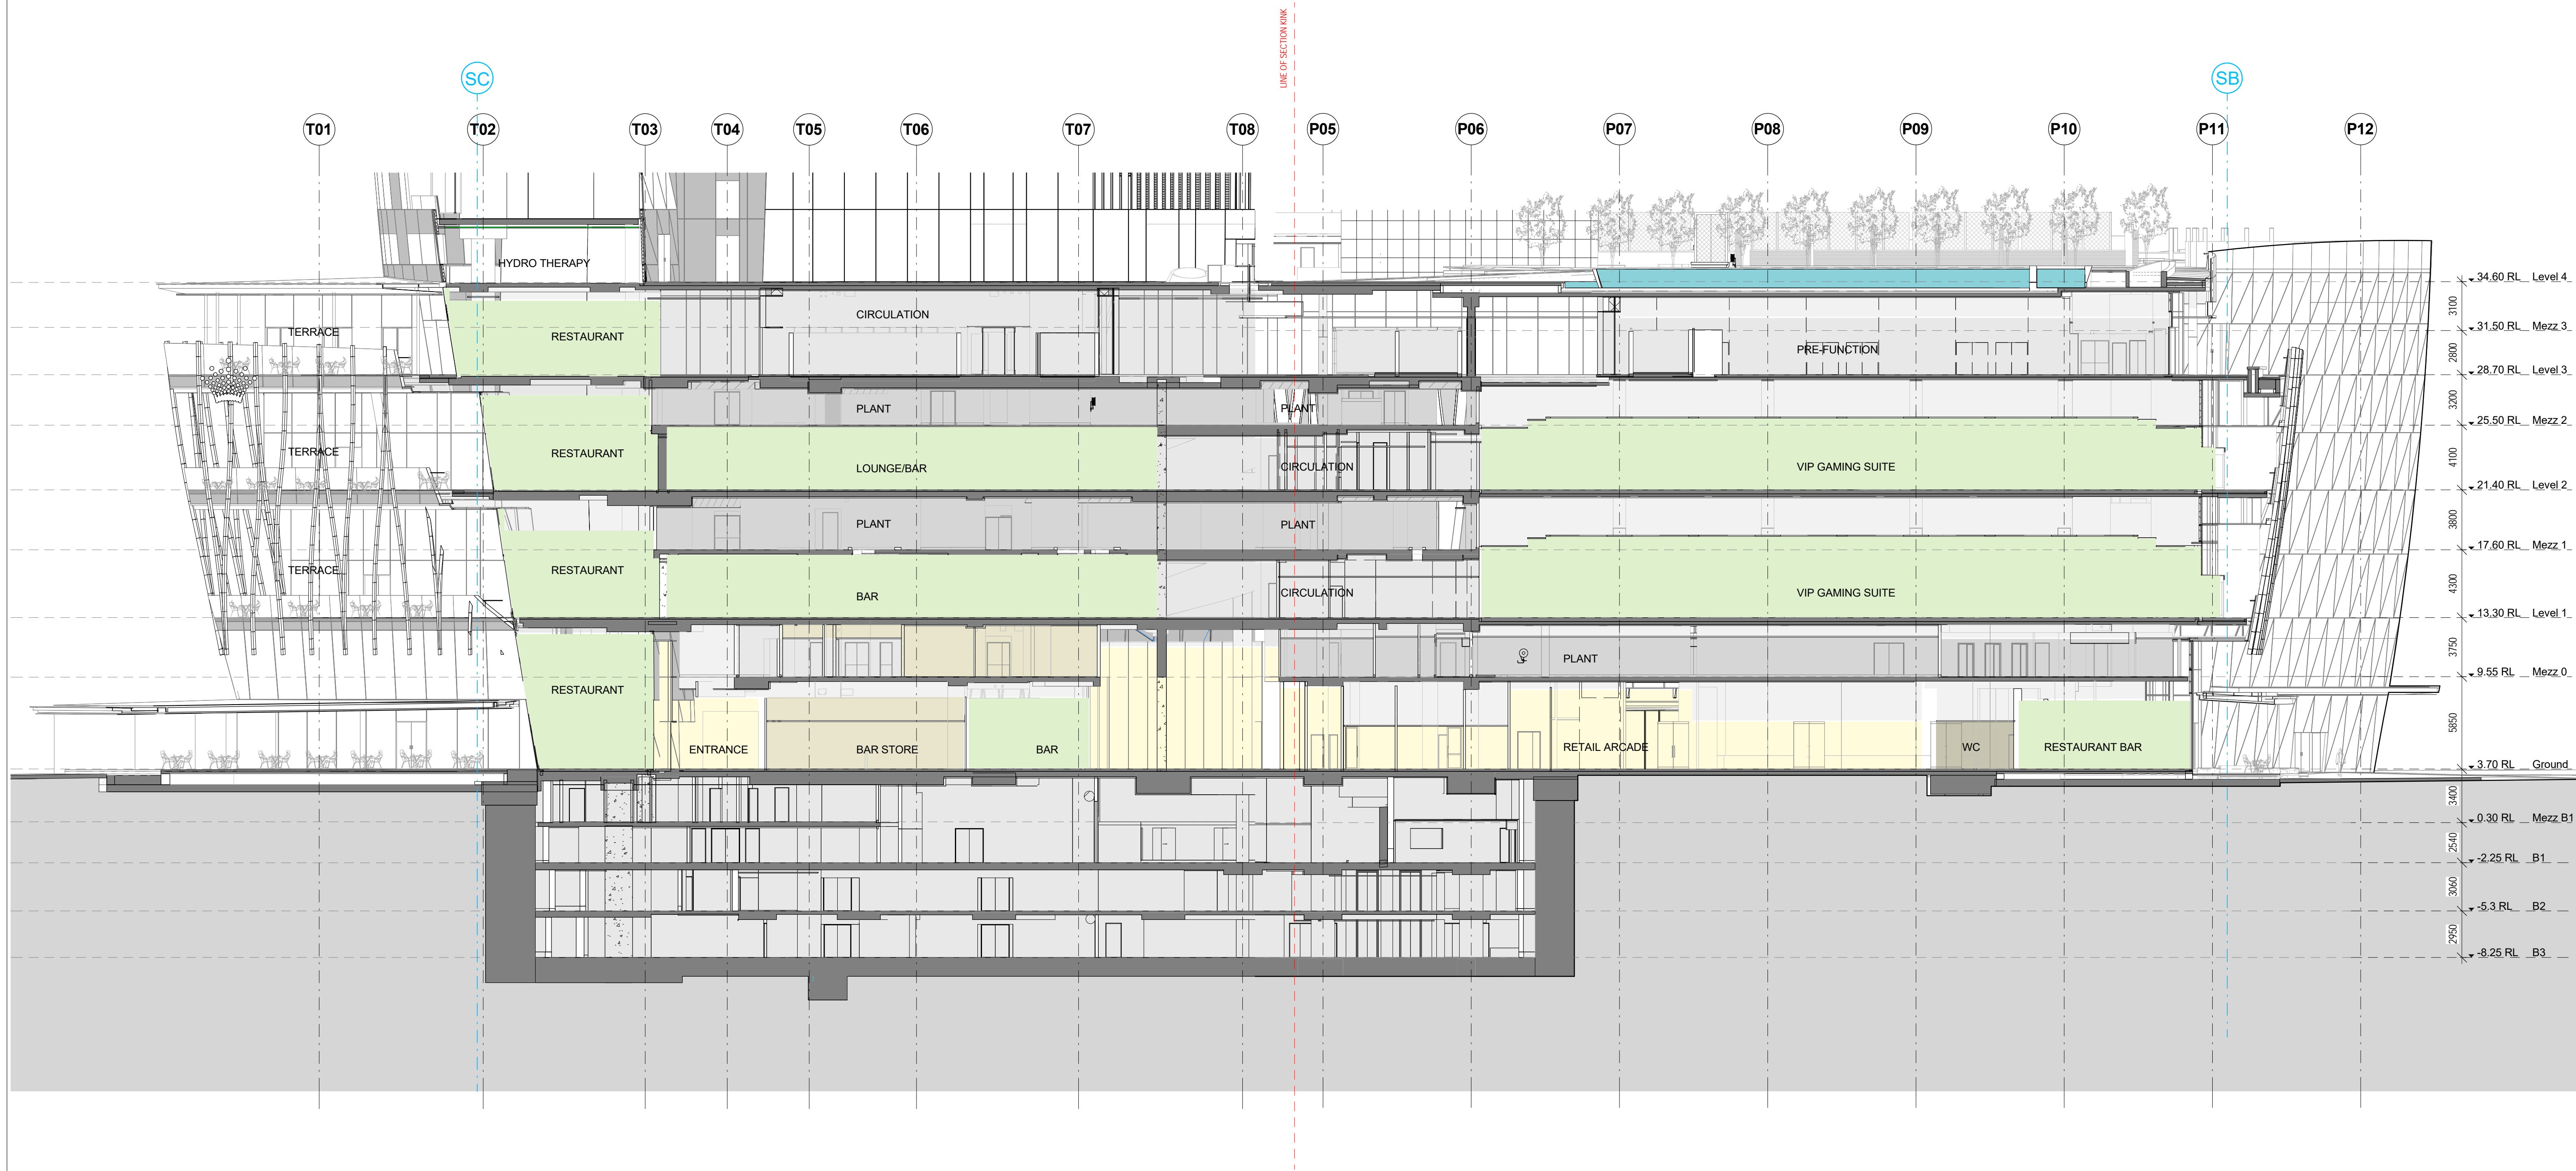 LINE OF SECTION KINK
SC
SB
T01
T02
T03
T04
T05
T06
T07
T08
P05
P06
P07
P08
P09
P10
P11
P12
HYDRO THERAPY
34.60 RL Level 4
3100
CIRCULATION
TERRACE
RESTAURANT
31.50 RL Mezz 3
PRE-FUNCTION
2800
28.70 RL Level 3
PLANT
PLANT
3200
25.50 RL Mezz 2
TERRACE
RESTAURANT
LOUNGE/BAR
CIRCULATION
VIP GAMING SUITE
4100
21.40 RL Level 2
PLANT
PLANT
3800
17.60 RL Mezz 1
TERRACE
RESTAURANT
BAR
CIRCULATION
VIP GAMING SUITE
4300
13.30 RL Level 1
PLANT
3750
9.55 RL Mezz 0
RESTAURANT
5850
ENTRANCE
BAR STORE
BAR
RETAIL ARCADE
WC
RESTAURANT BAR
3.70 RL Ground
3400
0.30 RL Mezz B1
2540
-2.25 RL B1
3060
-5.3 RL B2
2950
-8.25 RL B3